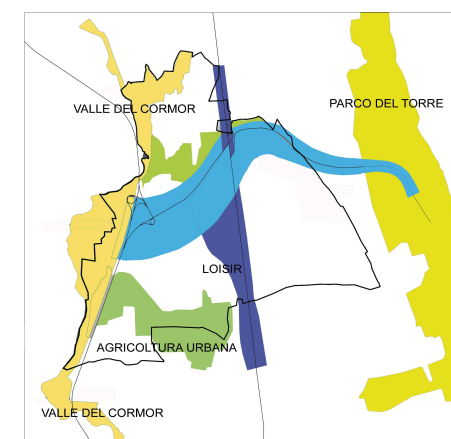 VALLE DEL CORMOR
PARCO DEL TORRE
LOISIR
AGRICOLTURA URBANA
VALLE DEL CORMOR